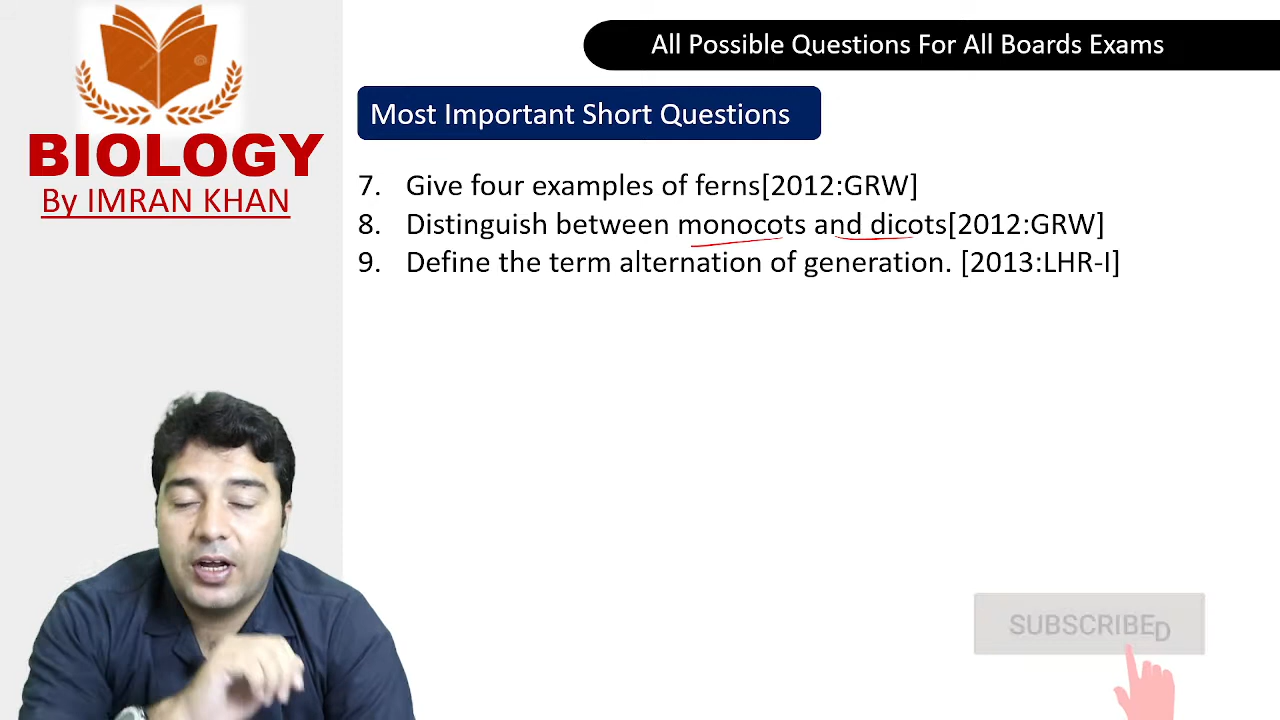 All Possible Questions For All Boards Exams
BIOLOGY
By IMRAN KHAN
Most Important Short Questions
7. Give four examples of ferns[2012:GRW]
8. Distinguish between monocots and dicots[2012:GRW]
9. Define the term alternation of generation. [2013:LHR-I]
SUBSCRIBED